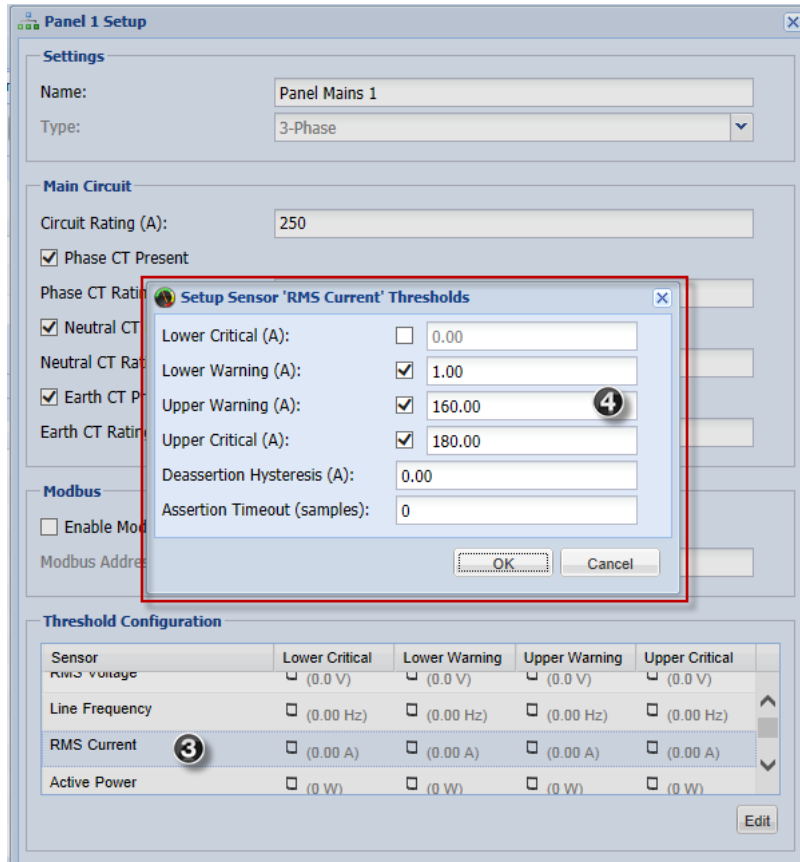 Panel 1 Setup
Settings
Name: Panel Mains 1
Type: 3-Phase
Main Circuit
Circuit Rating (A): 250
Phase CT Present
Phase CT
Neutral CT
Neutral CT
Earth CT
Earth CT Rating
Setup Sensor 'RMS Current' Thresholds
Lower Critical (A): 0.00
Lower Warning (A): 1.00
Upper Warning (A): 160.00 4
Upper Critical (A): 180.00
Deassertion Hysteresis (A): 0.00
Assertion Timeout (samples): 0
OK Cancel
Modbus
Enable
Modbus
Threshold Configuration
Sensor Lower Critical Lower Warning Upper Warning Upper Critical
RMS Voltage (0.0 V) (0.0 V) (0.0 V) (0.0 V)
Line Frequency (0.00 Hz) (0.00 Hz) (0.00 Hz) (0.00 Hz)
RMS Current 3 (0.00 A) (0.00 A) (0.00 A) (0.00 A)
Active Power (0 W) (0 W) (0 W) (0 W)
Edit